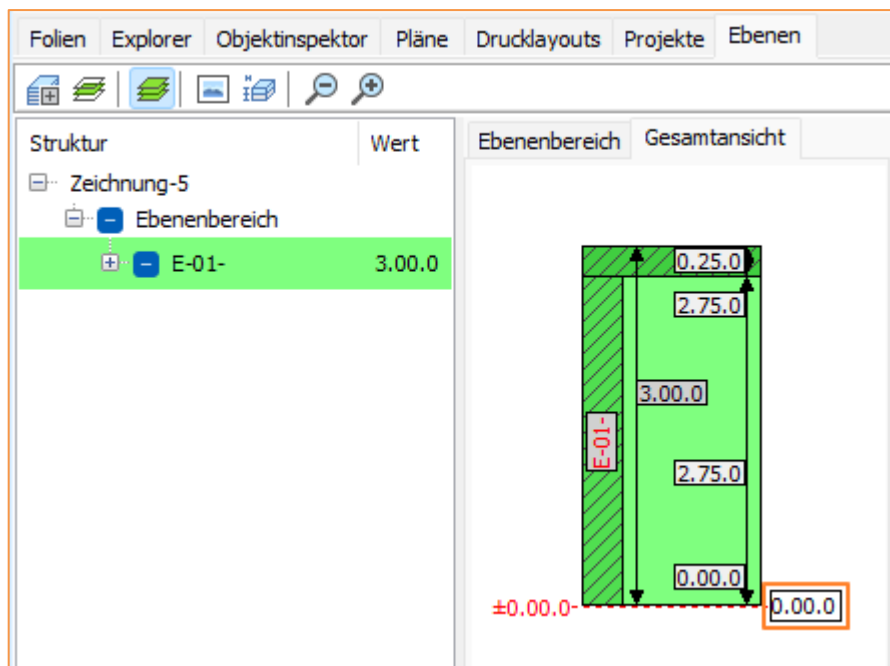 Folien Explorer Objektinspektor Pläne Drucklayouts Projekte Ebenen
Struktur Wert
Zeichnung-5
Ebenenbereich
E-01- 3.00.0
Ebenenbereich Gesamtansicht
0.25.0
2.75.0
3.00.0
E-01-
2.75.0
0.00.0
±0.00.0- 0.00.0